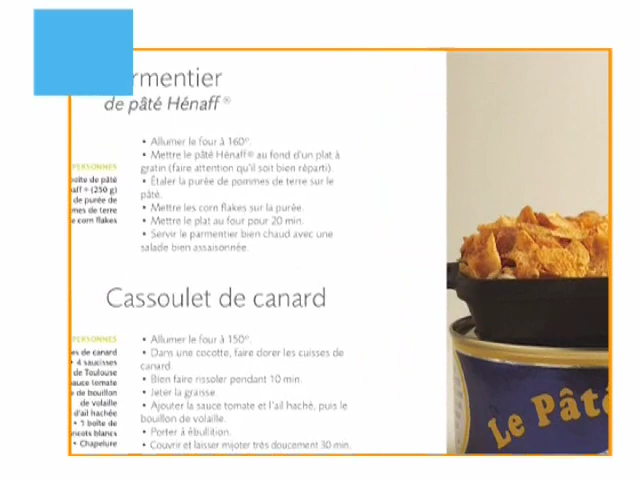 rmentier
de pâté Hénaff ®
PERSONNES
boîte de pâté
aff ® (250 g)
de purée de
mes de terre
e corn flakes
• Allumer le four à 160°.
• Mettre le pâté Hénaff® au fond d'un plat à
gratin (faire attention qu'il soit bien réparti).
• Étaler la purée de pommes de terre sur le
pâté.
• Mettre les corn flakes sur la purée.
• Mettre le plat au four pour 20 min.
• Servir le parmentier bien chaud avec une
salade bien assaisonnée.
Cassoulet de canard
PERSONNES
es de canard
• 4 saucisses
de Toulouse
auce tomate
de bouillon
de volaille
d'ail hachée
• 1 boîte de
ricots blancs
• Chapelure
• Allumer le four à 150°.
• Dans une cocotte, faire dorer les cuisses de
canard.
• Bien faire rissoler pendant 10 min.
• Jeter la graisse.
• Ajouter la sauce tomate et l'ail haché, puis le
bouillon de volaille.
• Porter à ébullition.
• Couvrir et laisser mijoter très doucement 30 min.
Le Pâté